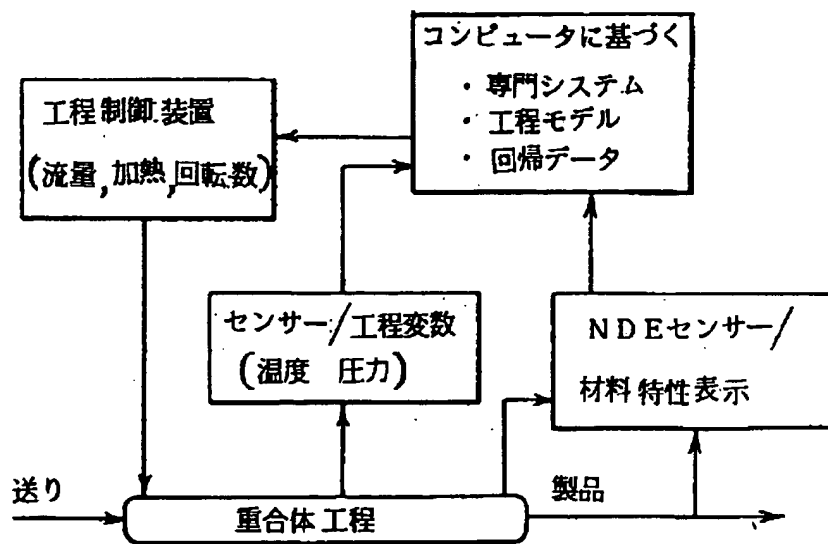 コンピュータに基づく
・専門システム
・工程モデル
・回帰データ
工程制御装置
(流量,加熱,回転数)
センサー/工程変数
(温度 圧力)
NDEセンサー/
材料特性表示
送り
重合体工程
製品